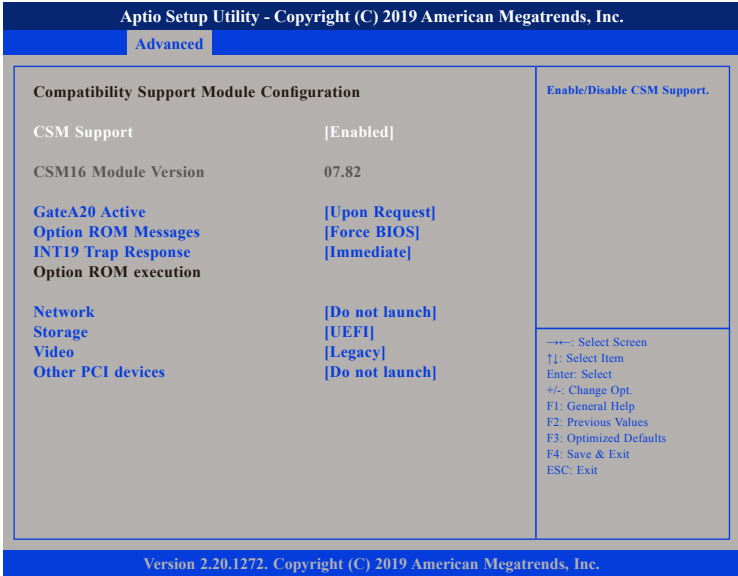 Aptio Setup Utility - Copyright (C) 2019 American Megatrends, Inc.
Advanced
Compatibility Support Module Configuration
CSM Support [Enabled]
CSM16 Module Version 07.82
GateA20 Active [Upon Request]
Option ROM Messages [Force BIOS]
INT19 Trap Response [Immediate]
Option ROM execution
Network [Do not launch]
Storage [UEFI]
Video [Legacy]
Other PCI devices [Do not launch]
Enable/Disable CSM Support.
→←: Select Screen
↑↓: Select Item
Enter: Select
+/-: Change Opt.
F1: General Help
F2: Previous Values
F3: Optimized Defaults
F4: Save & Exit
ESC: Exit
Version 2.20.1272. Copyright (C) 2019 American Megatrends, Inc.